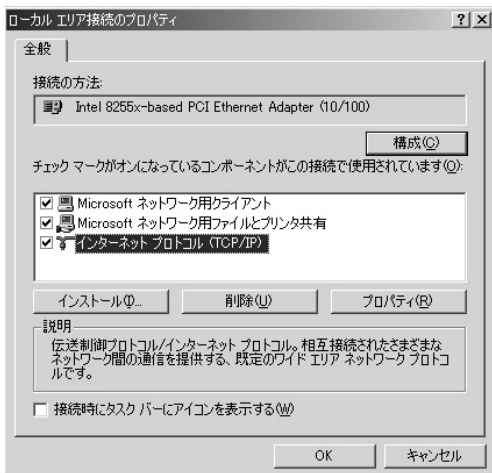 ローカル エリア接続のプロパティ
全般
接続の方法:
Intel 8255x-based PCI Ethernet Adapter (10/100)
構成(C)
チェック マークがオンになっているコンポーネントがこの接続で使用されています(O):
Microsoft ネットワーク用クライアント
Microsoft ネットワーク用ファイルとプリンタ共有
インターネット プロトコル (TCP/IP)
インストール(I)... 削除(U) プロパティ(R)
説明
伝送制御プロトコル/インターネット プロトコル。相互接続されたさまざまな
ネットワーク間の通信を提供する、既定のワイド エリア ネットワーク プロトコ
ルです。
接続時にタスク バーにアイコンを表示する(W)
OK キャンセル